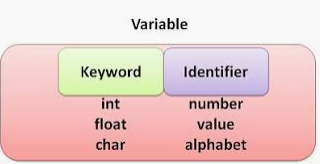 Variable
Keyword Identifier
int number
float value
char alphabet